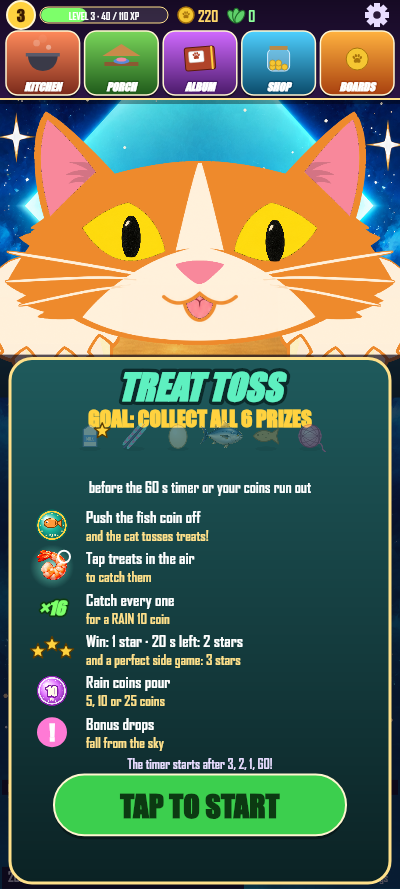 3
LEVEL 3 · 40 / 110 XP
220
0
KITCHEN
PORCH
ALBUM
SHOP
BOARDS
TREAT TOSS
GOAL: COLLECT ALL 6 PRIZES
before the 60 s timer or your coins run out
Push the fish coin off
and the cat tosses treats!
Tap treats in the air
to catch them
×16
Catch every one
for a RAIN 10 coin
Win: 1 star · 20 s left: 2 stars
and a perfect side game: 3 stars
10
Rain coins pour
5, 10 or 25 coins
!
Bonus drops
fall from the sky
The timer starts after 3, 2, 1, GO!
TAP TO START